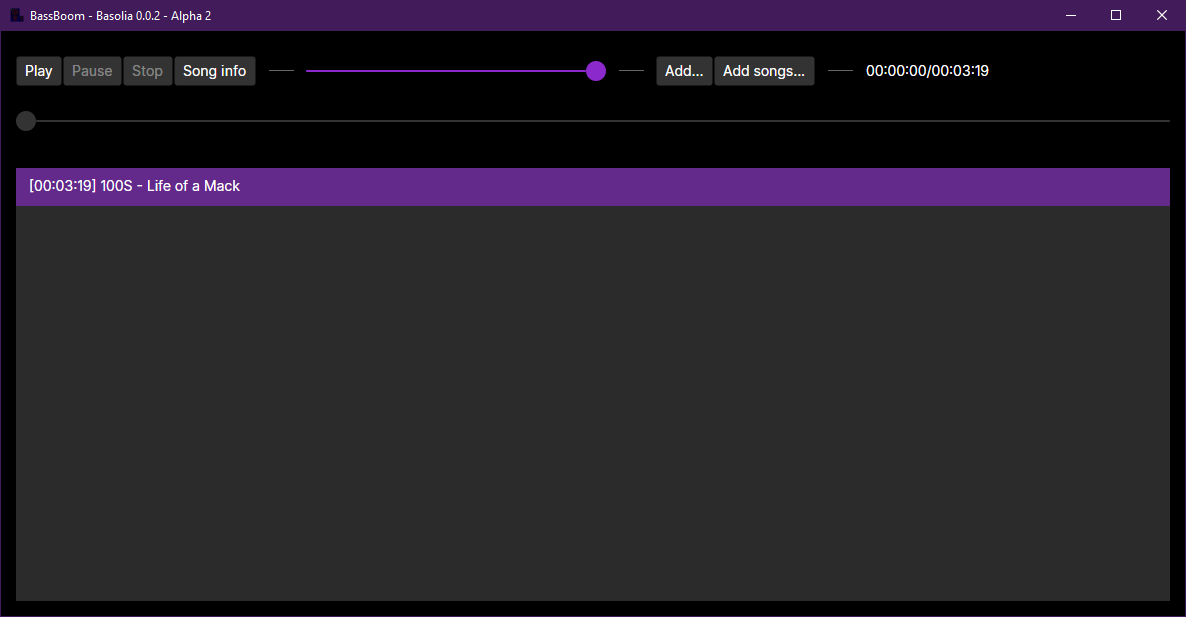 BassBoom - Basolia 0.0.2 - Alpha 2
Play Pause Stop Song info Add... Add songs... 00:00:00/00:03:19
[00:03:19] 100S - Life of a Mack